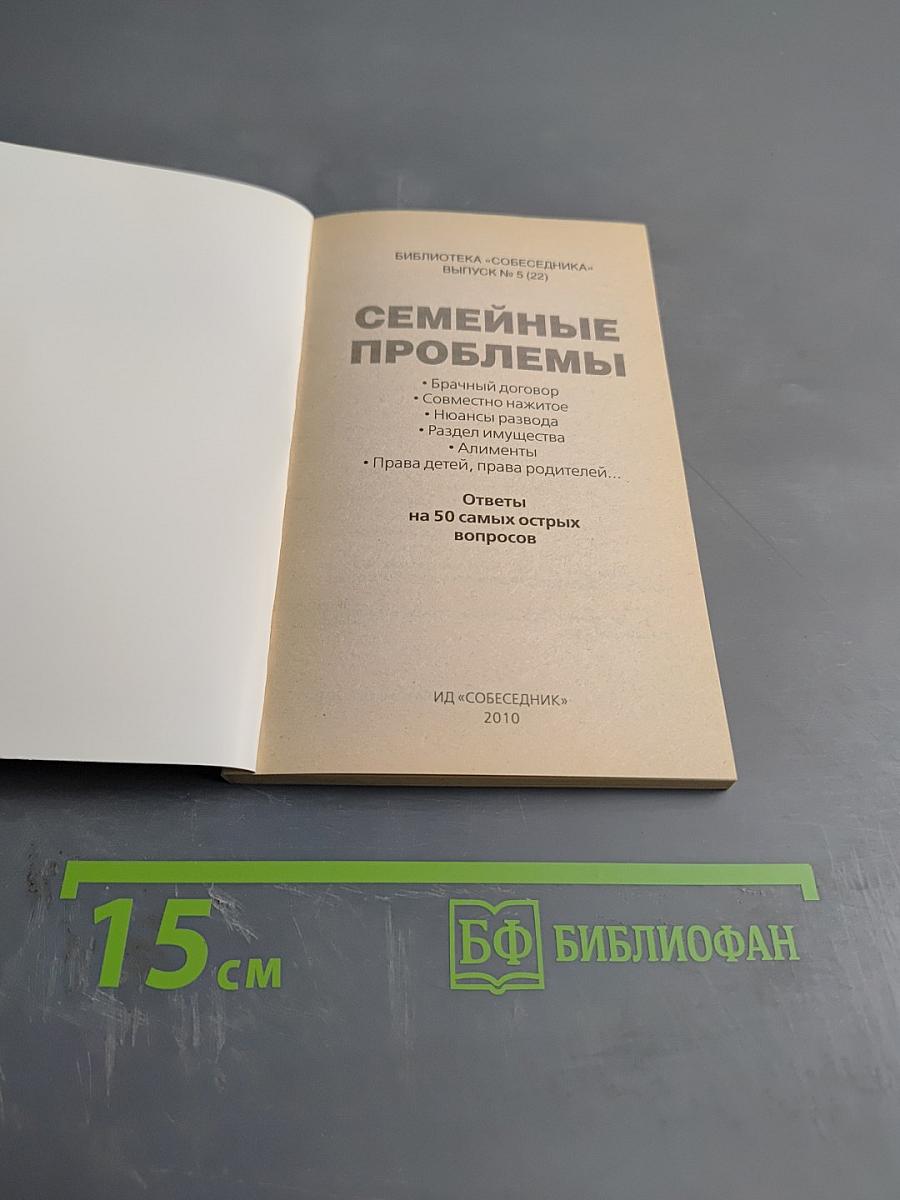 БИБЛИОТЕКА «СОБЕСЕДНИКА»
ВЫПУСК № 5 (22)
СЕМЕЙНЫЕ
ПРОБЛЕМЫ
• Брачный договор
• Совместно нажитое
• Нюансы развода
• Раздел имущества
• Алименты
• Права детей, права родителей...
Ответы
на 50 самых острых
вопросов
ИД «СОБЕСЕДНИК»
2010
15 см
БФ БИБЛИОФАН